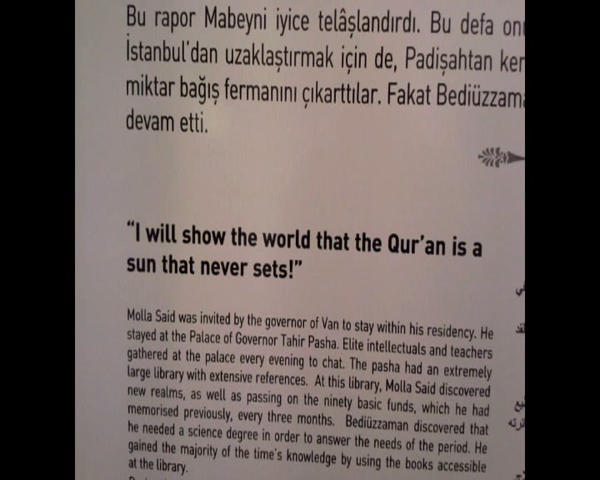 Bu rapor Mabeyni iyice telâşlandırdı. Bu defa
İstanbul'dan uzaklaştırmak için de, Padişahtan
miktar bağış fermanını çıkarttılar. Fakat
devam etti.
“I will show the world that the Qur'an is a
sun that never sets!”
Molla Said was invited by the governor of Van to stay within his residency. He
stayed at the Palace of Governor Tahir Pasha. Elite intellectuals and teachers
gathered at the palace every evening to chat. The pasha had an extremely
large library with extensive references. At this library, Molla Said discovered
new realms, as well as passing on the ninety basic funds, which he had
memorised previously, every three months. Bediüzzaman discovered that
he needed a science degree in order to answer the needs of the period. He
gained the majority of the time's knowledge by using the books accessible
at the library.